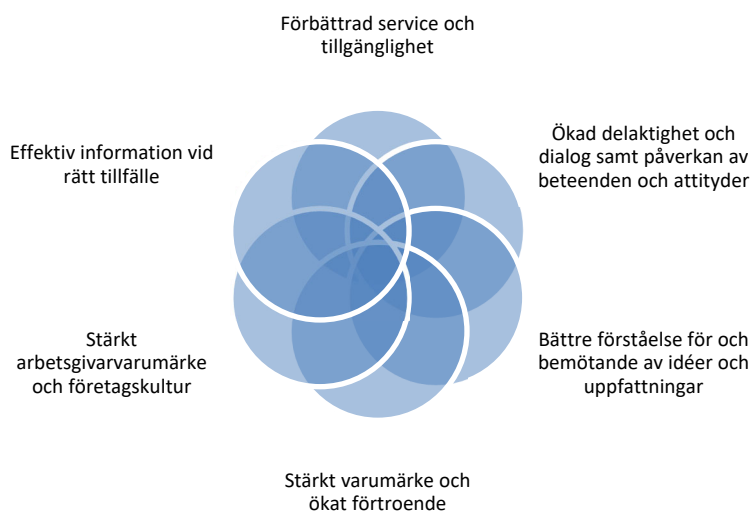 Förbättrad service och
tillgänglighet
Ökad delaktighet och
dialog samt påverkan av
beteenden och attityder
Bättre förståelse för och
bemötande av idéer och
uppfattningar
Stärkt varumärke och
ökat förtroende
Stärkt
arbetsgivarvarumärke
och företagskultur
Effektiv information vid
rätt tillfälle